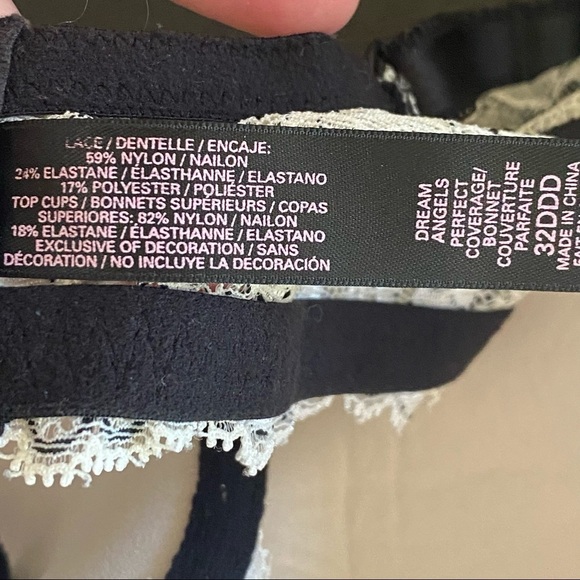 LACE / DENTELLE / ENCAJE:
59% NYLON / NAILON
24% ELASTANE / ÉLASTHANNE / ELASTANO
17% POLYESTER / POLIÉSTER
TOP CUPS / BONNETS SUPÉRIEURS / COPAS
SUPERIORES: 82% NYLON / NAILON
18% ELASTANE / ÉLASTHANNE / ELASTANO
EXCLUSIVE OF DECORATION / SANS
DÉCORATION / NO INCLUYE LA DECORACIÓN
DREAM
ANGELS
PERFECT
COVERAGE/
BONNET
COUVERTURE
PARFAITE
32DDD
MADE IN CHINA